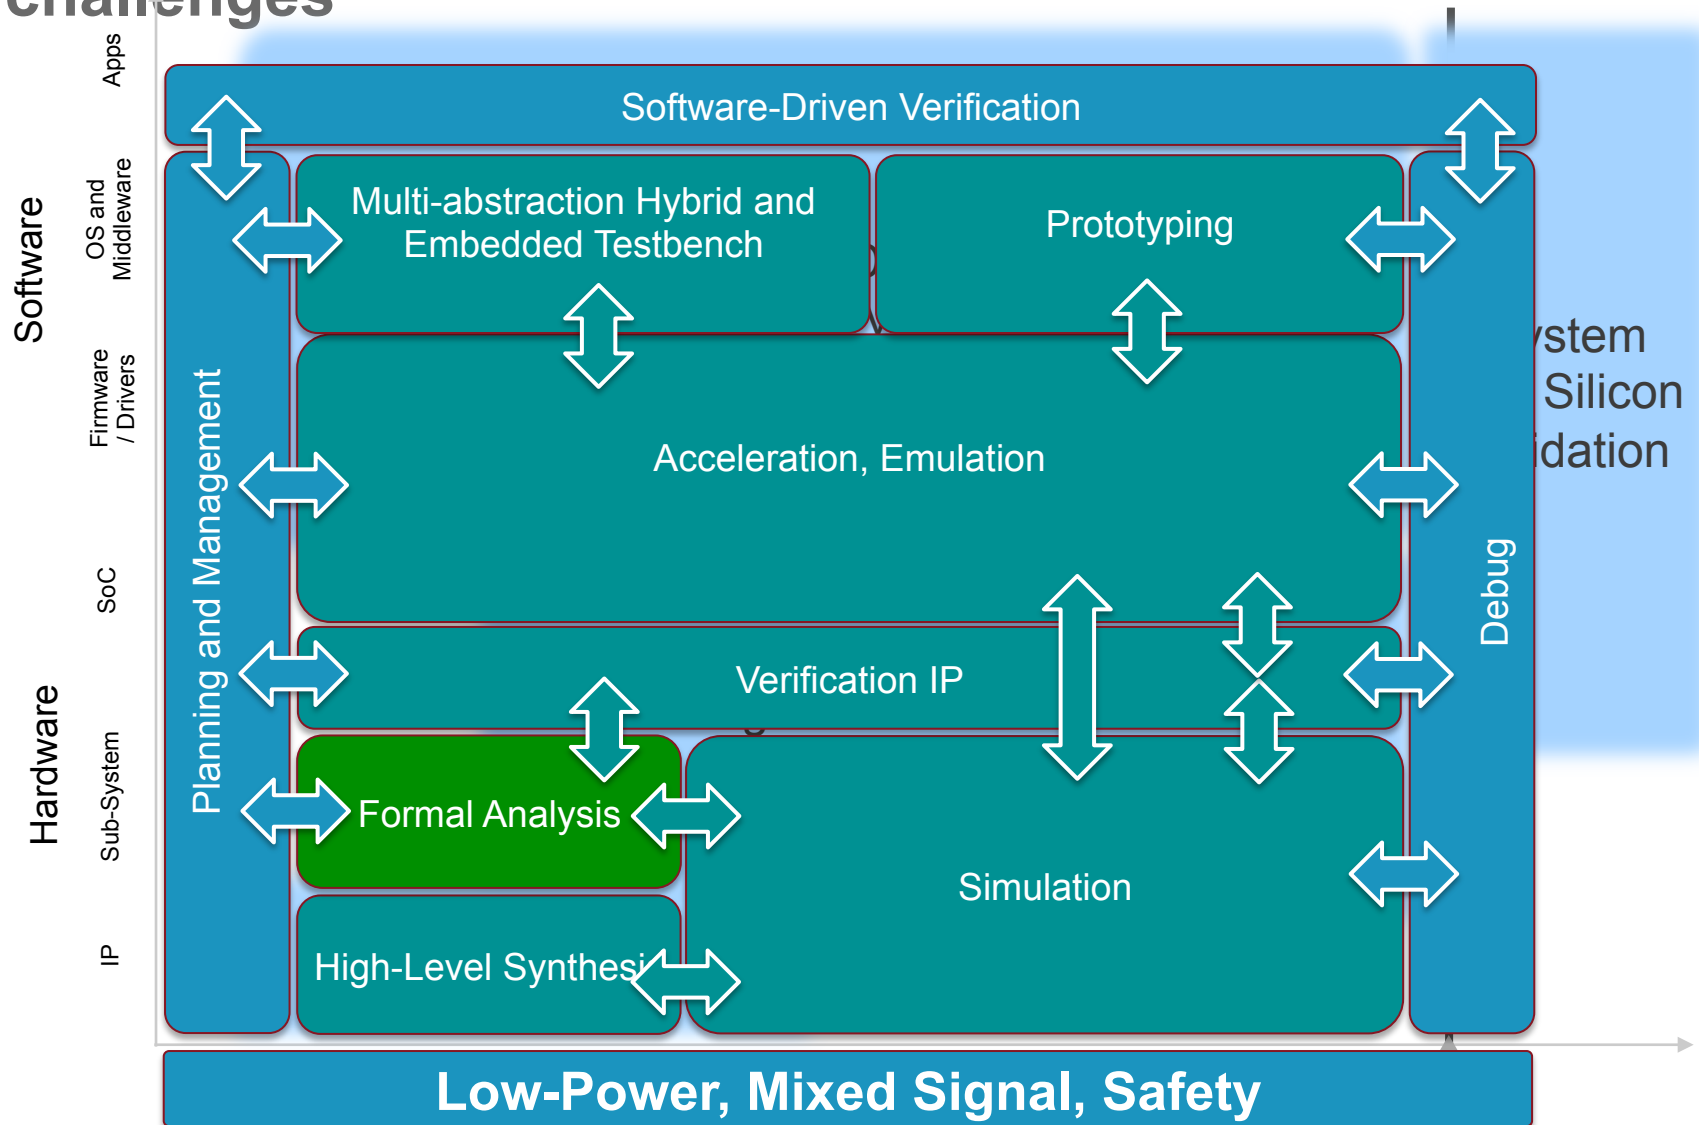 challenges
Apps
Software-Driven Verification
Software
OS and
Middleware
Multi-abstraction Hybrid and
Embedded Testbench
Prototyping
Firmware
/ Drivers
Acceleration, Emulation
ystem
Silicon
idation
Planning and Management
Debug
SoC
Verification IP
Hardware
Sub-System
Formal Analysis
Simulation
IP
High-Level Synthesi
Low-Power, Mixed Signal, Safety